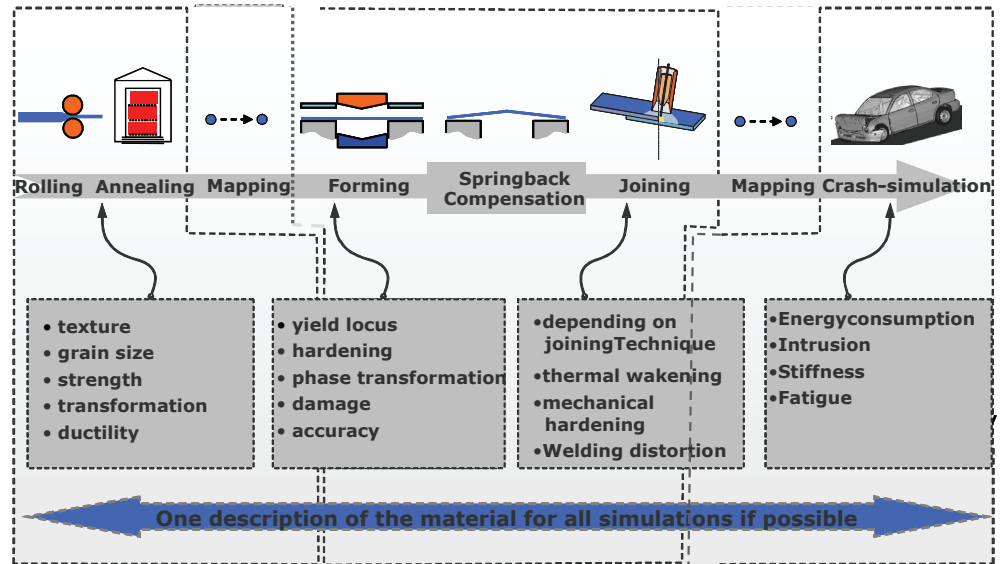 Rolling Annealing Mapping Forming Springback Compensation Joining Mapping Crash-simulation
• texture
• grain size
• strength
• transformation
• ductility
• yield locus
• hardening
• phase transformation
• damage
• accuracy
•depending on
joiningTechnique
•thermal wakening
•mechanical
hardening
•Welding distortion
•Energyconsumption
•Intrusion
•Stiffness
•Fatigue
One description of the material for all simulations if possible